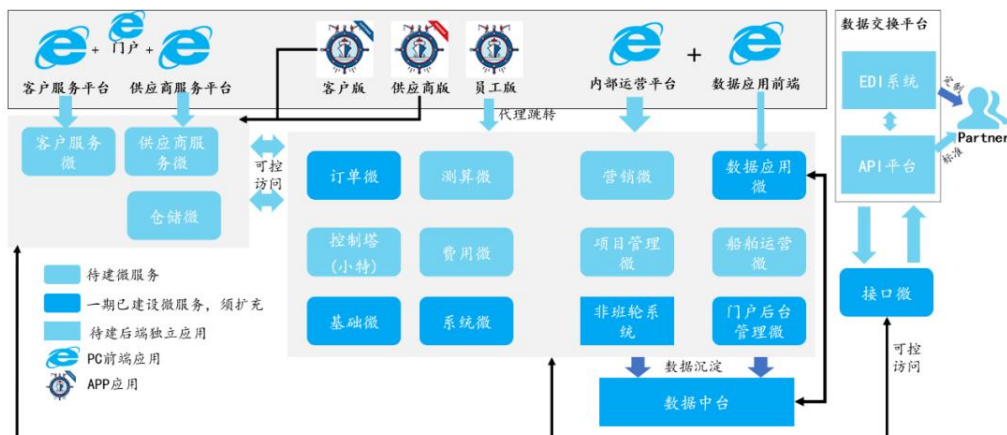 + 门户 +
客户服务平台 供应商服务平台
客户版 供应商版 员工版
+
内部运营平台 数据应用前端
数据交换平台
EDI系统
定制
Partner
标准
API平台
代理跳转
客户服务
微
供应商服
务微
仓储微
可控
访问
订单微
测算微
营销微
数据应用
微
控制塔
(小特)
费用微
项目管理
微
船舶运营
微
基础微
系统微
非班轮系
统
门户后台
管理微
接口微
可控
访问
数据沉淀
数据中台
待建微服务
一期已建设微服务，须扩充
待建后端独立应用
PC前端应用
APP应用